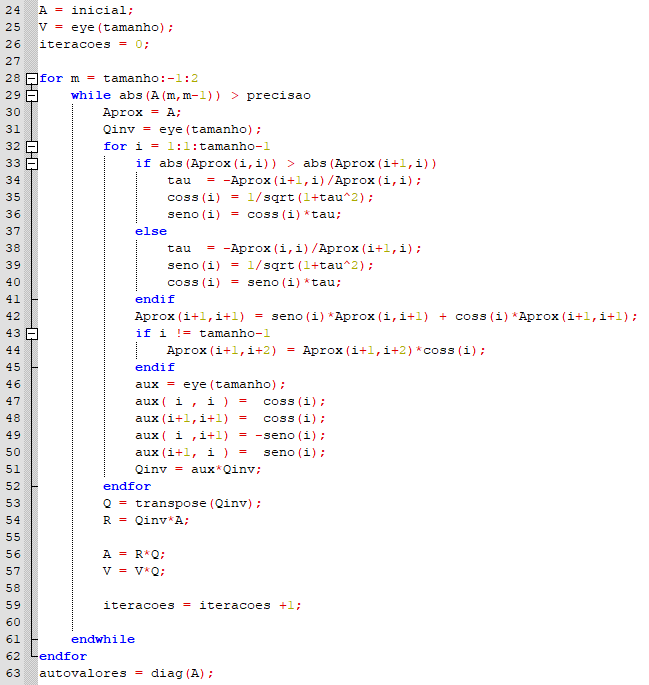 24 A = inicial;
25 V = eye(tamanho);
26 iteracoes = 0;
27
28 for m = tamanho:-1:2
29     while abs(A(m,m-1)) > precisao
30         Aprox = A;
31         Qinv = eye(tamanho);
32         for i = 1:1:tamanho-1
33             if abs(Aprox(i,i)) > abs(Aprox(i+1,i))
34                 tau  = -Aprox(i+1,i)/Aprox(i,i);
35                 coss(i) = 1/sqrt(1+tau^2);
36                 seno(i) = coss(i)*tau;
37             else
38                 tau  = -Aprox(i,i)/Aprox(i+1,i);
39                 seno(i) = 1/sqrt(1+tau^2);
40                 coss(i) = seno(i)*tau;
41             endif
42             Aprox(i+1,i+1) = seno(i)*Aprox(i,i+1) + coss(i)*Aprox(i+1,i+1);
43             if i != tamanho-1
44                 Aprox(i+1,i+2) = Aprox(i+1,i+2)*coss(i);
45             endif
46             aux = eye(tamanho);
47             aux( i , i ) =  coss(i);
48             aux(i+1,i+1) =  coss(i);
49             aux( i ,i+1) = -seno(i);
50             aux(i+1, i ) =  seno(i);
51             Qinv = aux*Qinv;
52         endfor
53         Q = transpose(Qinv);
54         R = Qinv*A;
55
56         A = R*Q;
57         V = V*Q;
58
59         iteracoes = iteracoes +1;
60
61     endwhile
62 endfor
63 autovalores = diag(A);